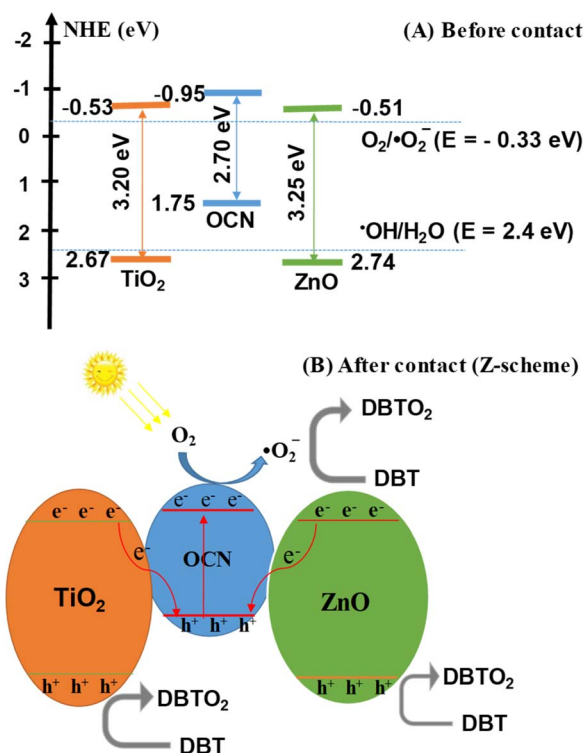 NHE (eV)
(A) Before contact
-2
-1
0
1
2
3
-0.53
-0.95
-0.51
3.20 eV
2.70 eV
3.25 eV
O₂/•O₂⁻ (E = - 0.33 eV)
1.75
OCN
•OH/H₂O (E = 2.4 eV)
2.67
2.74
TiO₂
ZnO
(B) After contact (Z-scheme)
DBTO₂
O₂
•O₂⁻
DBT
e⁻ e⁻ e⁻
e⁻ e⁻ e⁻
e⁻ e⁻ e⁻
e⁻
OCN
e⁻
TiO₂
ZnO
h⁺ h⁺ h⁺
h⁺ h⁺ h⁺
h⁺ h⁺ h⁺
DBTO₂
DBTO₂
DBT
DBT